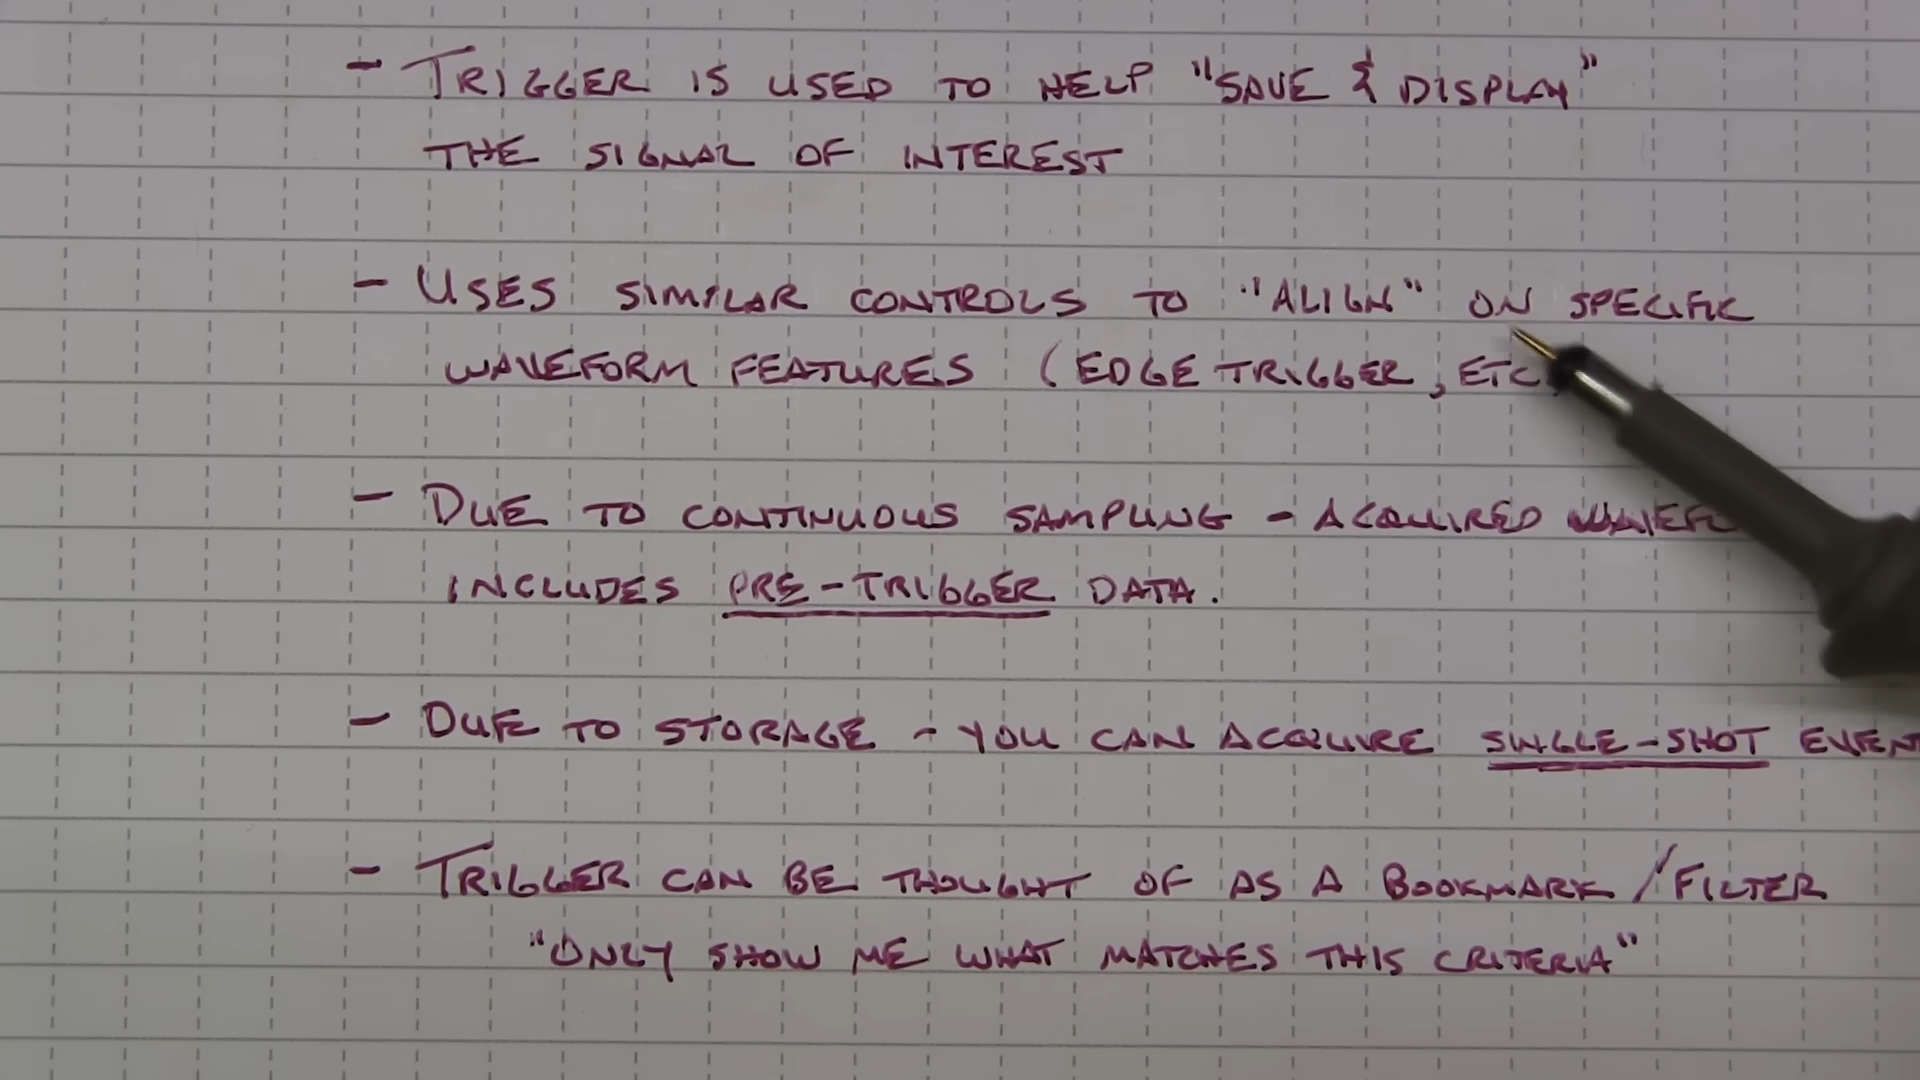 - TRIGGER IS USED TO HELP "SAVE & DISPLAY"
THE SIGNAL OF INTEREST
- USES SIMILAR CONTROLS TO "ALIGN" ON SPECIFIC
WAVEFORM FEATURES (EDGE TRIGGER, ETC
- DUE TO CONTINUOUS SAMPLING - ACQUIRED
INCLUDES PRE-TRIGGER DATA.
- DUE TO STORAGE - YOU CAN ACQUIRE SINGLE-SHOT EVENT
- TRIGGER CAN BE THOUGHT OF AS A BOOKMARK / FILTER
"ONLY SHOW ME WHAT MATCHES THIS CRITERIA"